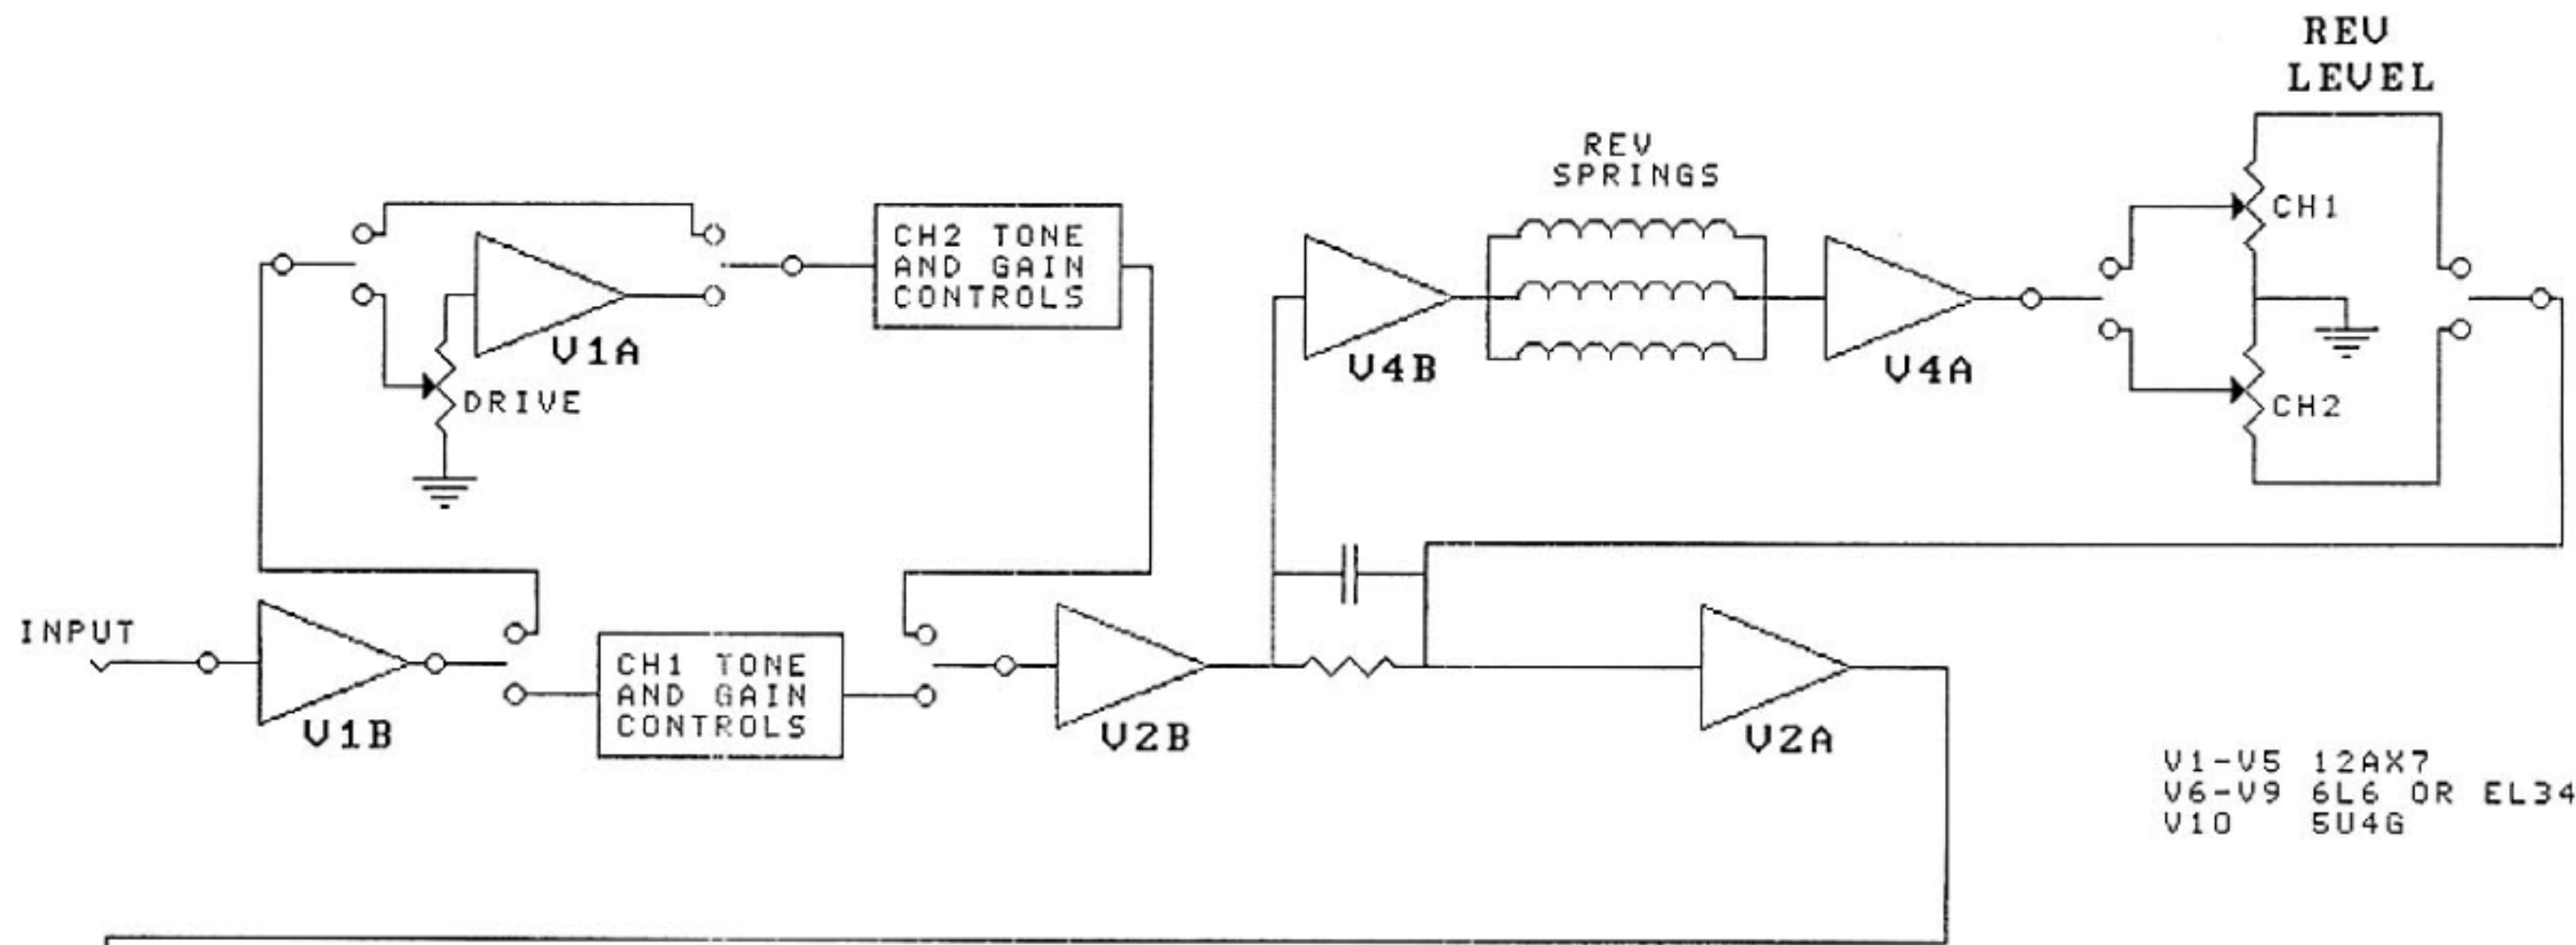 REV
LEVEL
REV
SPRINGS
CH2 TONE
AND GAIN
CONTROLS
CH1
V1A
V4B
V4A
DRIVE
CH2
INPUT
CH1 TONE
AND GAIN
CONTROLS
V1B
V2B
V2A
V1-V5 12AX7
V6-V9 6L6 OR EL34
V10 5U4G